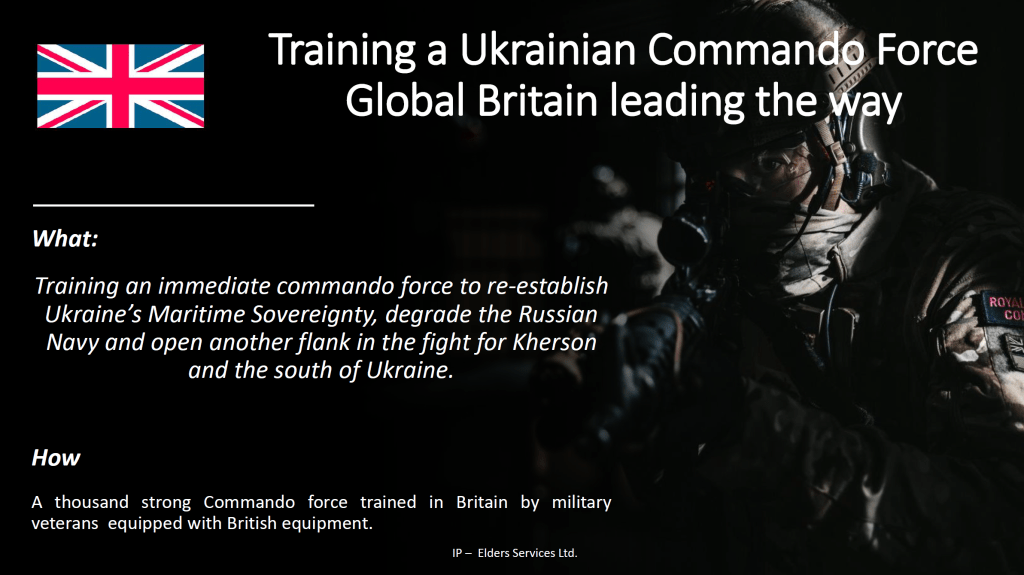 Training a Ukrainian Commando Force
Global Britain leading the way
What:
Training an immediate commando force to re-establish
Ukraine’s Maritime Sovereignty, degrade the Russian
Navy and open another flank in the fight for Kherson
and the south of Ukraine.
How
A thousand strong Commando force trained in Britain by military
veterans equipped with British equipment.
IP – Elders Services Ltd.
ROYAL